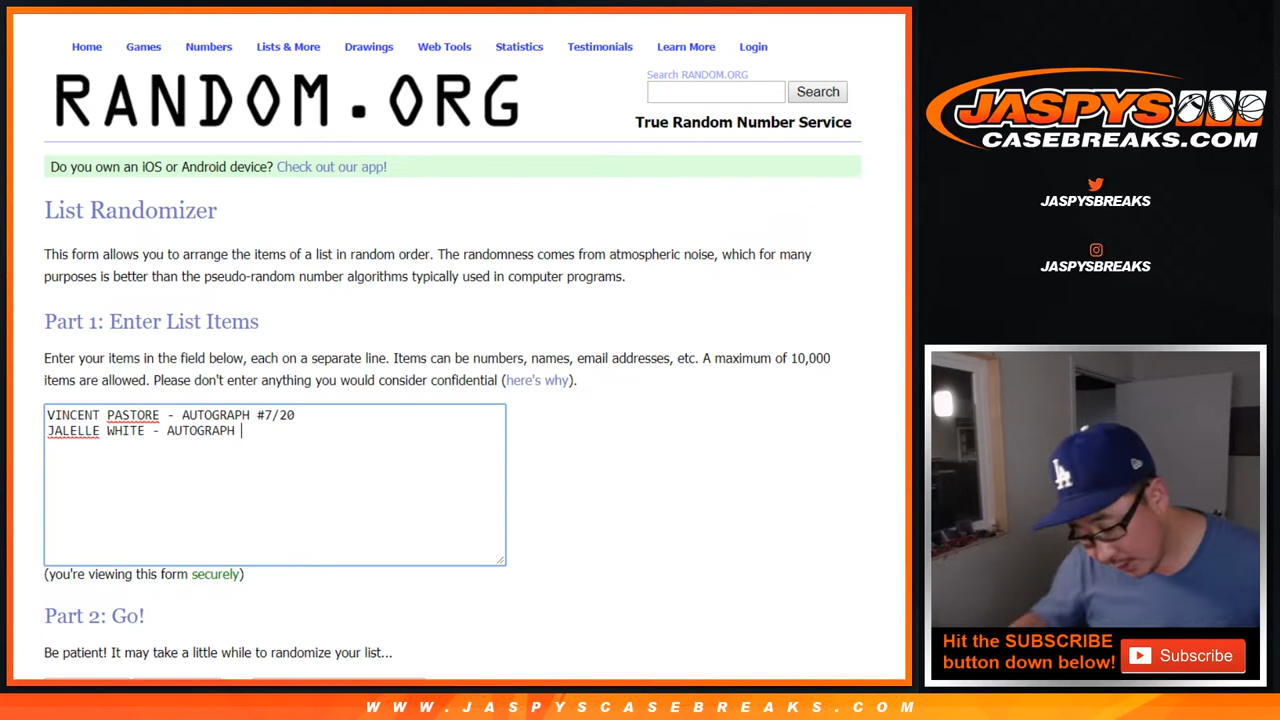 Home Games Numbers Lists & More Drawings Web Tools Statistics Testimonials Learn More Login
RANDOM.ORG
Search RANDOM.ORG
Search
True Random Number Service
Do you own an iOS or Android device? Check out our app!
List Randomizer
This form allows you to arrange the items of a list in random order. The randomness comes from atmospheric noise, which for many
purposes is better than the pseudo-random number algorithms typically used in computer programs.
Part 1: Enter List Items
Enter your items in the field below, each on a separate line. Items can be numbers, names, email addresses, etc. A maximum of 10,000
items are allowed. Please don't enter anything you would consider confidential (here's why).
VINCENT PASTORE - AUTOGRAPH #7/20
JALELLE WHITE - AUTOGRAPH
(you're viewing this form securely)
Part 2: Go!
Be patient! It may take a little while to randomize your list...
JASPYS
CASEBREAKS.COM
JASPYSBREAKS
JASPYSBREAKS
LA
Hit the SUBSCRIBE
button down below!
Subscribe
WWW.JASPYSCASEBREAKS.COM